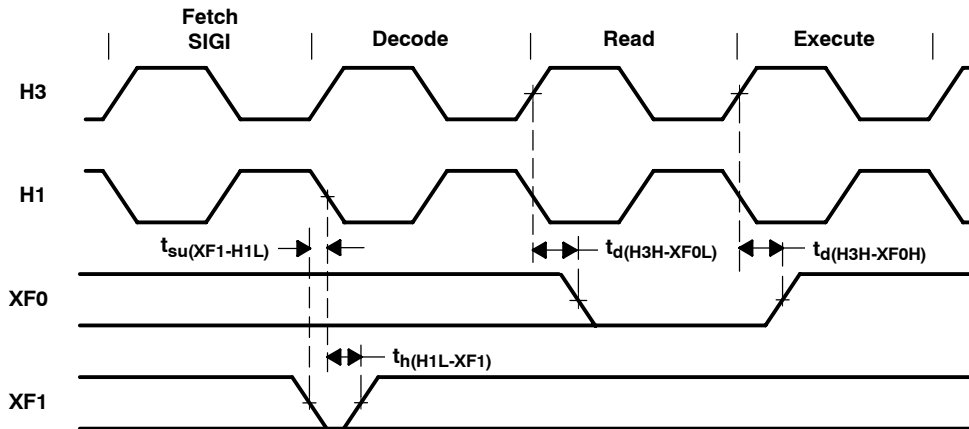 Fetch
SIGI
Decode
Read
Execute
H3
H1
tsu(XF1-H1L)
td(H3H-XF0L)
td(H3H-XF0H)
XF0
th(H1L-XF1)
XF1